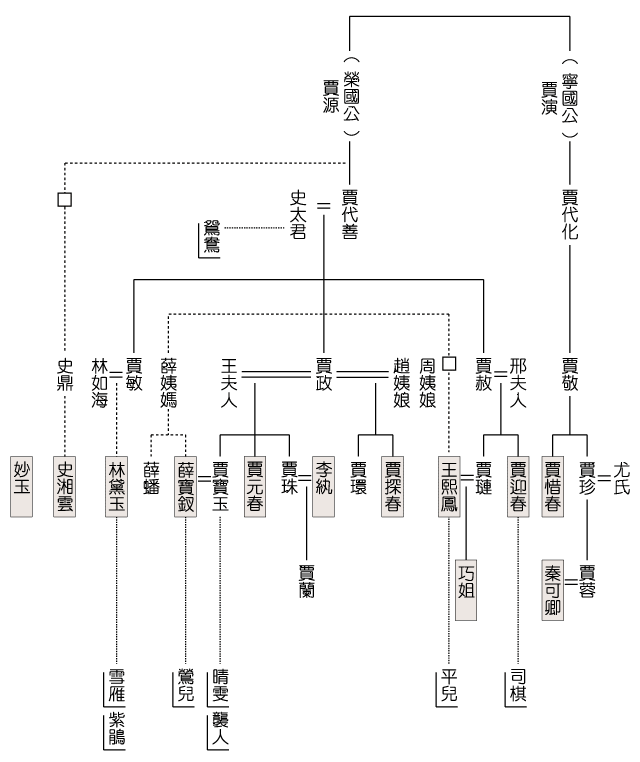 （榮國公）
賈源
（寧國公）
賈演
賈代善
史太君
鴛鴦
賈代化
史鼎
林如海
賈敏
薛姨媽
王夫人
賈政
趙姨娘
周姨娘
賈赦
邢夫人
賈敬
妙玉
史湘雲
林黛玉
薛蟠
薛寶釵
賈寶玉
賈元春
賈珠
李紈
賈環
賈探春
王熙鳳
賈璉
賈迎春
賈惜春
賈珍
尤氏
賈蘭
巧姐
秦可卿
賈蓉
雪雁
紫鵑
鶯兒
晴雯
襲人
平兒
司棋